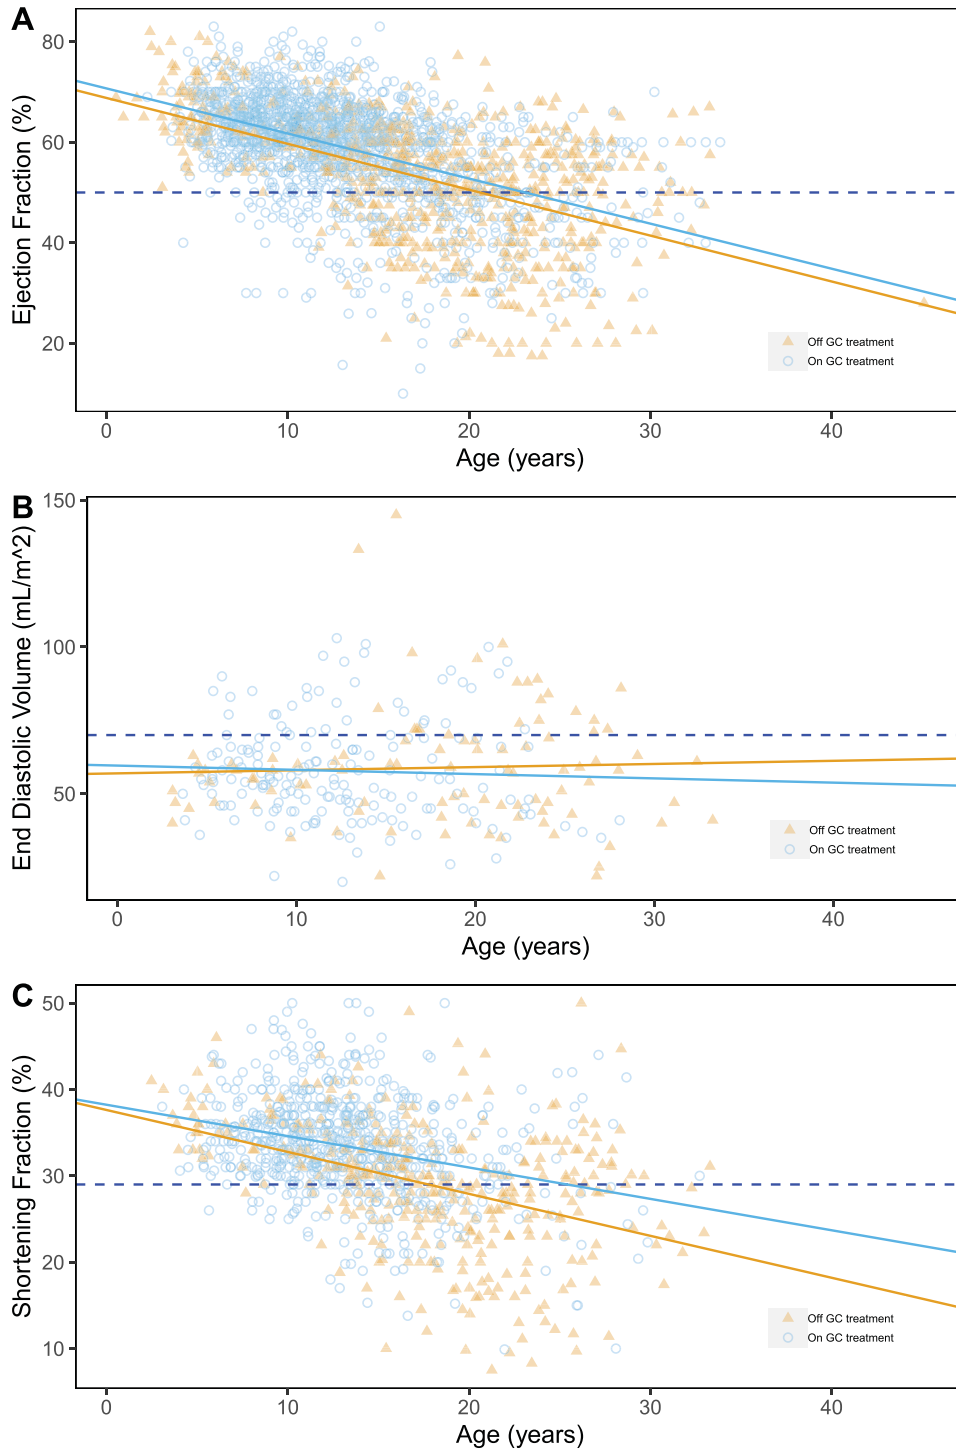 A
Ejection Fraction (%)
80
60
40
20
Off GC treatment
On GC treatment
0 10 20 30 40
Age (years)
B
End Diastolic Volume (mL/m^2)
150
100
50
Off GC treatment
On GC treatment
0 10 20 30 40
Age (years)
C
Shortening Fraction (%)
50
40
30
20
10
Off GC treatment
On GC treatment
0 10 20 30 40
Age (years)